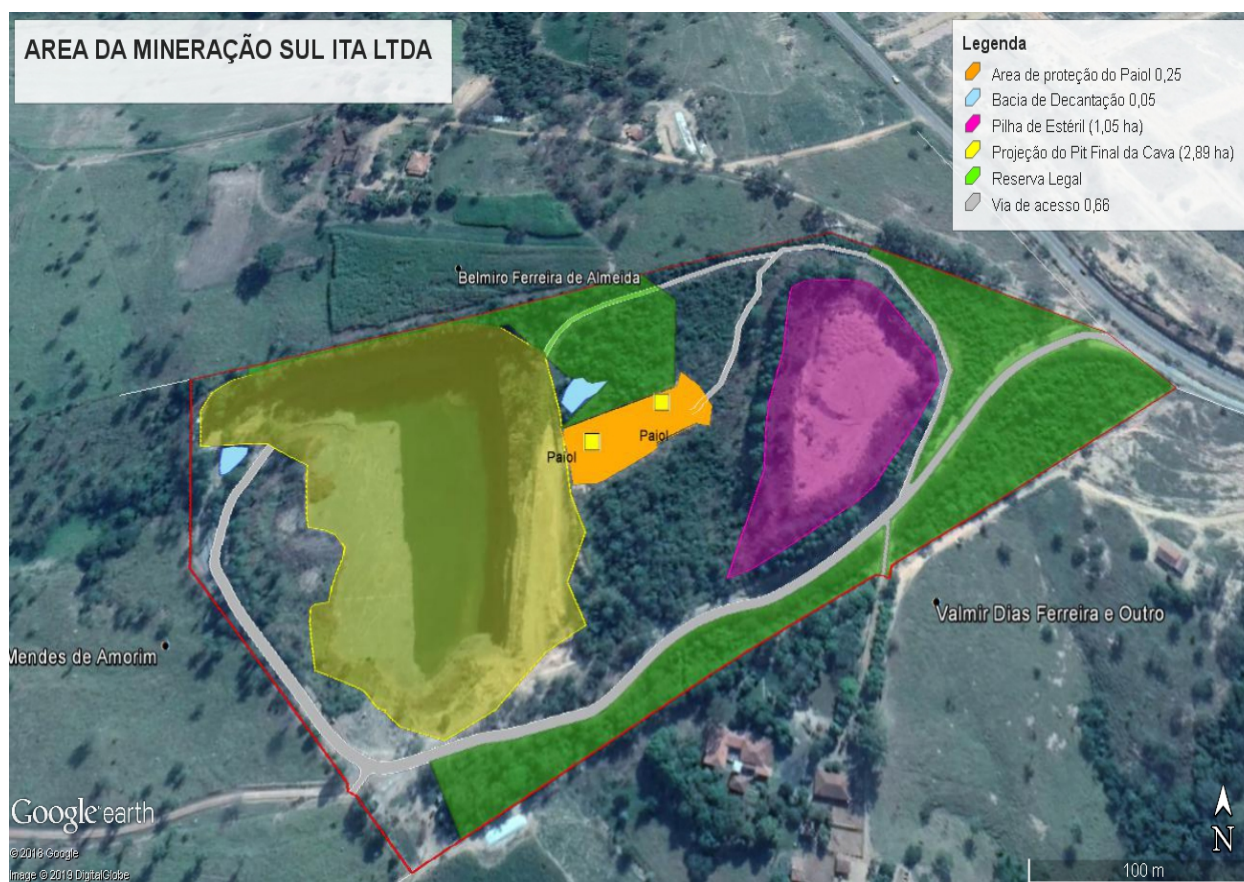 AREA DA MINERAÇÃO SUL ITA LTDA
Legenda
Area de proteção do Paiol 0,25
Bacia de Decantação 0,05
Pilha de Estéril (1,05 ha)
Projeção do Pit Final da Cava (2,89 ha)
Reserva Legal
Via de acesso 0,66
Belmiro Ferreira de Almeida
Paiol
Paiol
Valmir Dias Ferreira e Outro
Mendes de Amorim
Google earth
© 2018 Google
Image © 2019 DigitalGlobe
N
100 m